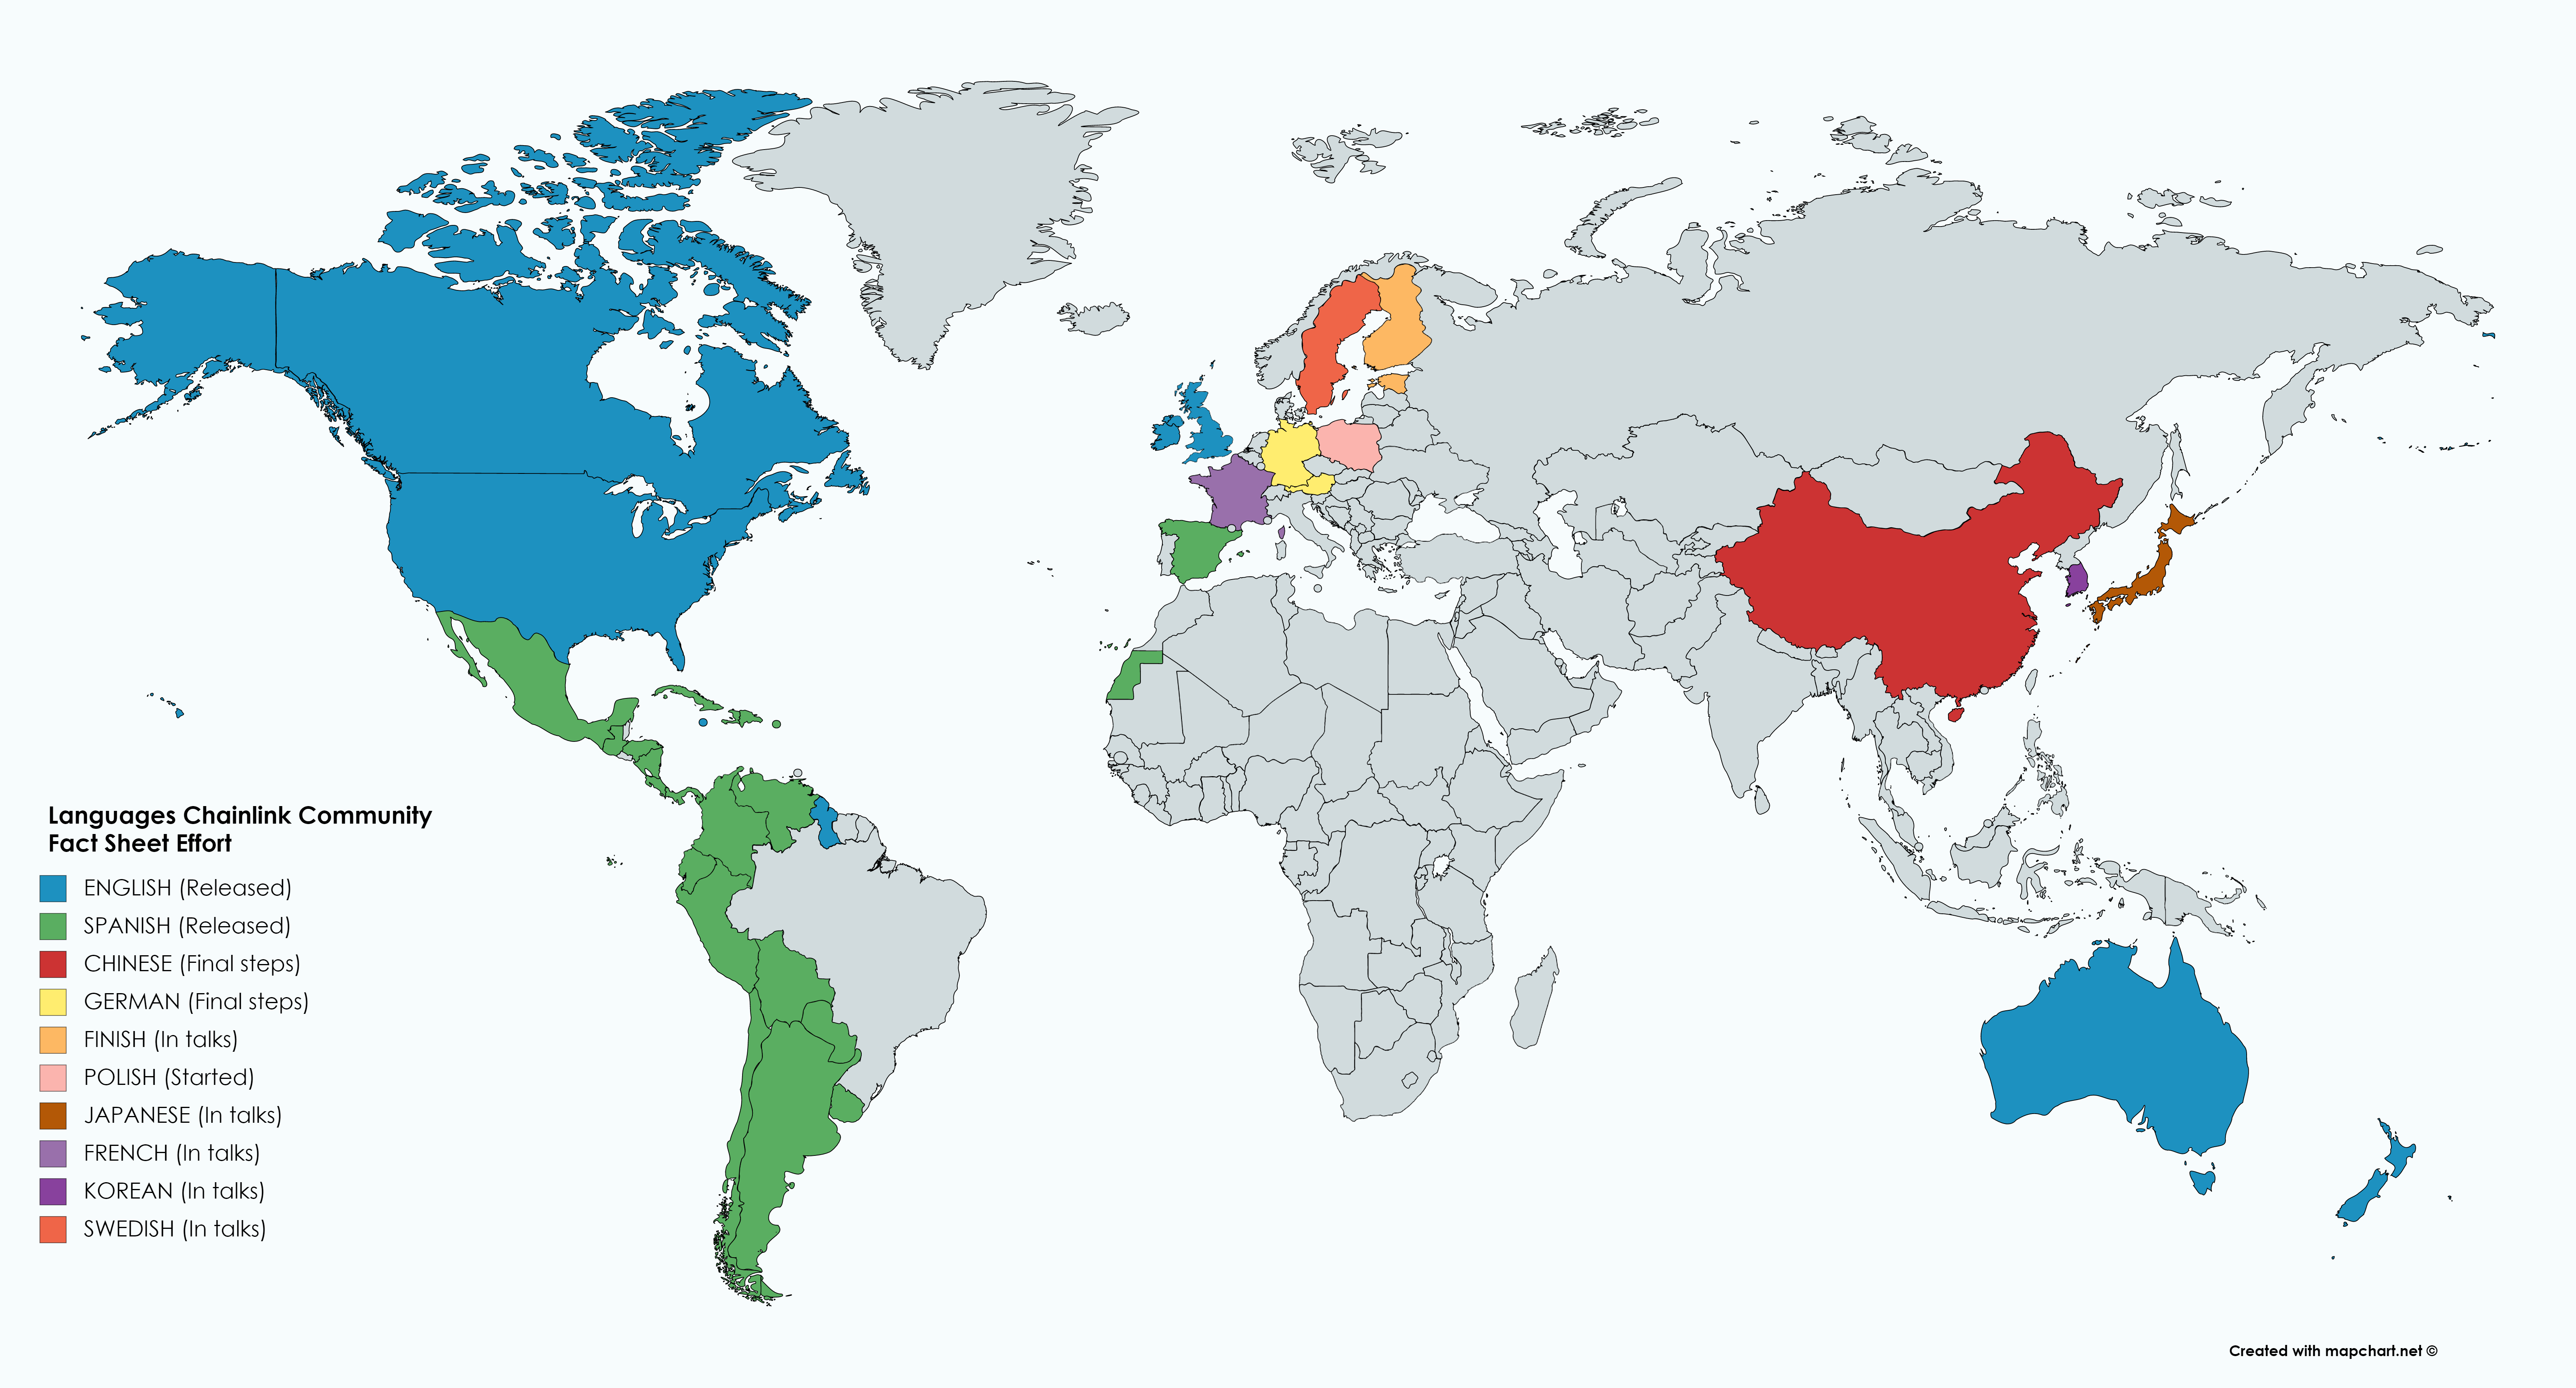 Languages Chainlink Community
Fact Sheet Effort
ENGLISH (Released)
SPANISH (Released)
CHINESE (Final steps)
GERMAN (Final steps)
FINISH (In talks)
POLISH (Started)
JAPANESE (In talks)
FRENCH (In talks)
KOREAN (In talks)
SWEDISH (In talks)
Created with mapchart.net ©